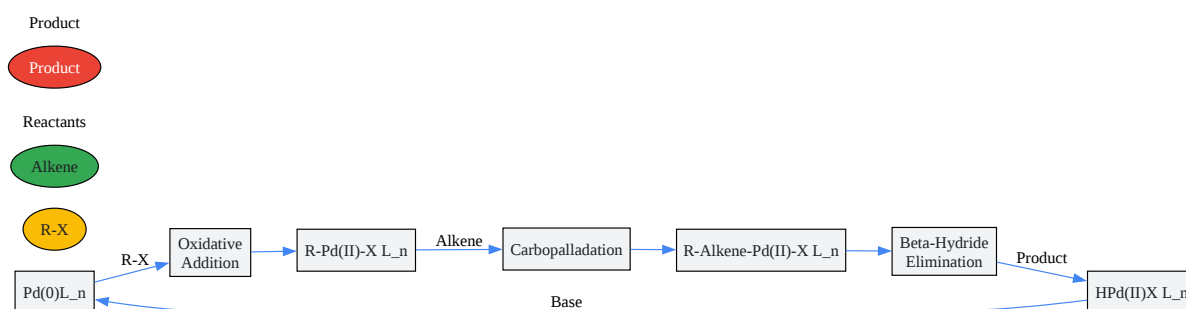 Product
Product
Reactants
Alkene
R-X
Pd(0)L_n
R-X
Oxidative
Addition
R-Pd(II)-X L_n
Alkene
Carbopalladation
R-Alkene-Pd(II)-X L_n
Beta-Hydride
Elimination
Product
HPd(II)X L_n
Base